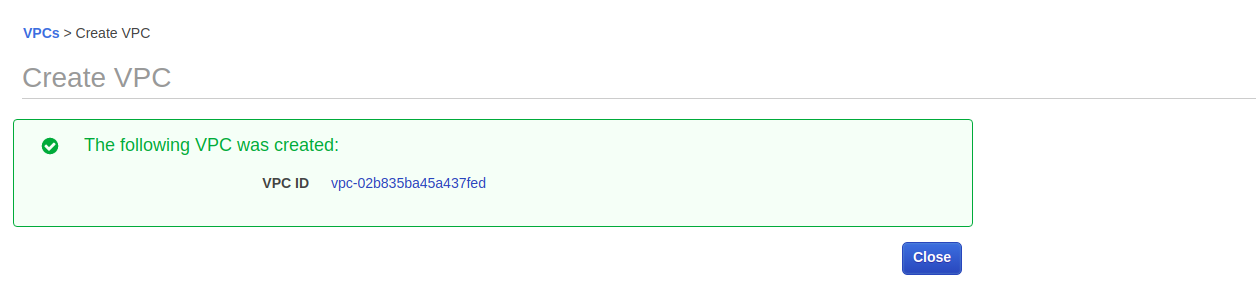 VPCs > Create VPC
Create VPC
The following VPC was created:
VPC ID vpc-02b835ba45a437fed
Close